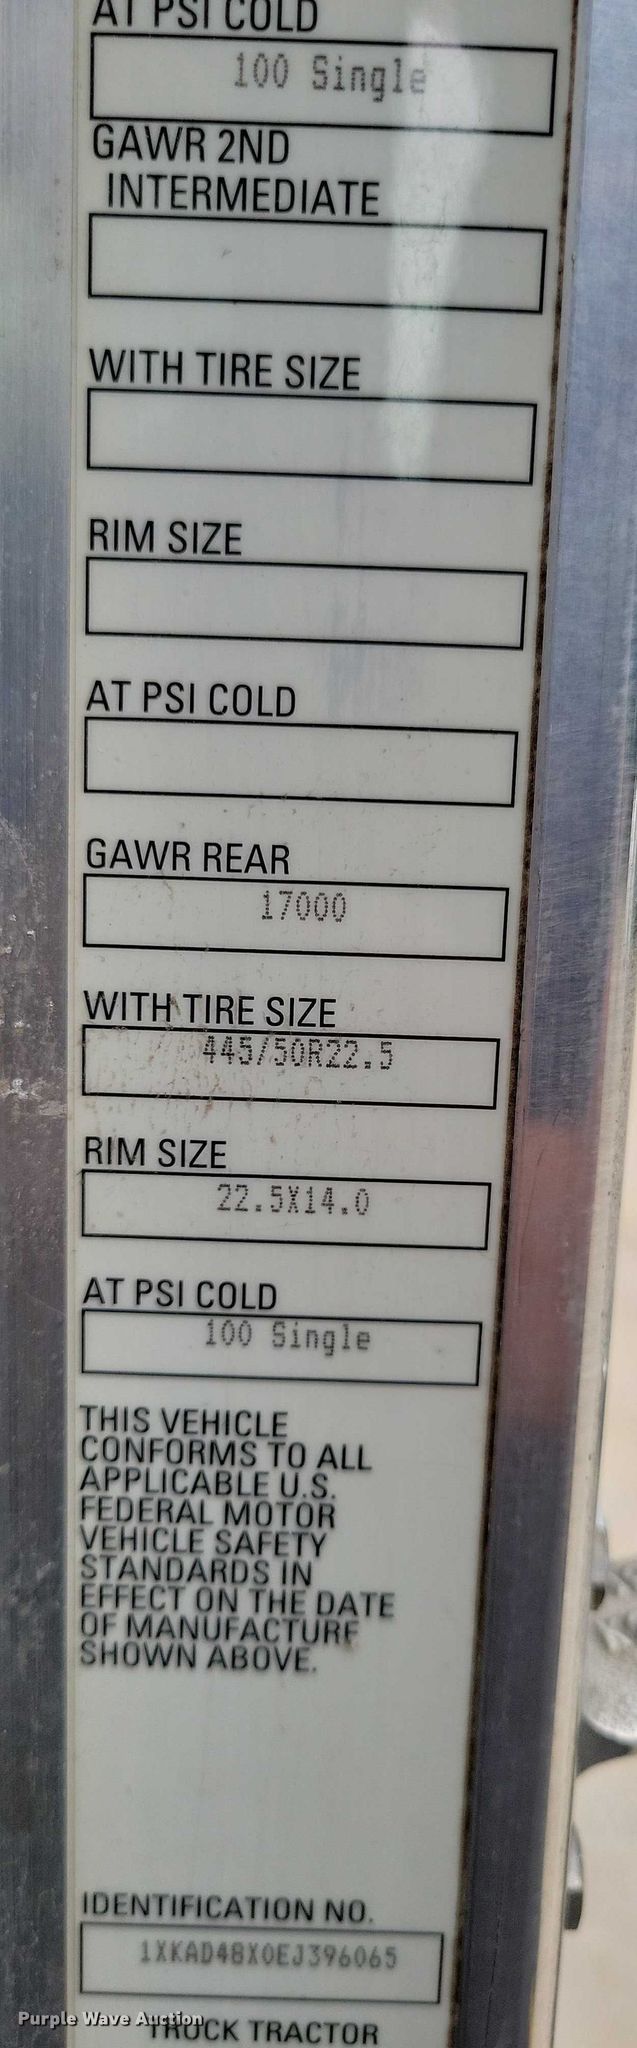 AT PSI COLD
100 Single
GAWR 2ND
INTERMEDIATE
WITH TIRE SIZE
RIM SIZE
AT PSI COLD
GAWR REAR
17000
WITH TIRE SIZE
445/50R22.5
RIM SIZE
22.5X14.0
AT PSI COLD
100 Single
THIS VEHICLE
CONFORMS TO ALL
APPLICABLE U.S.
FEDERAL MOTOR
VEHICLE SAFETY
STANDARDS IN
EFFECT ON THE DATE
OF MANUFACTURE
SHOWN ABOVE.
IDENTIFICATION NO.
1XKAD48X0EJ396065
Purple Wave Auction
TRUCK TRACTOR